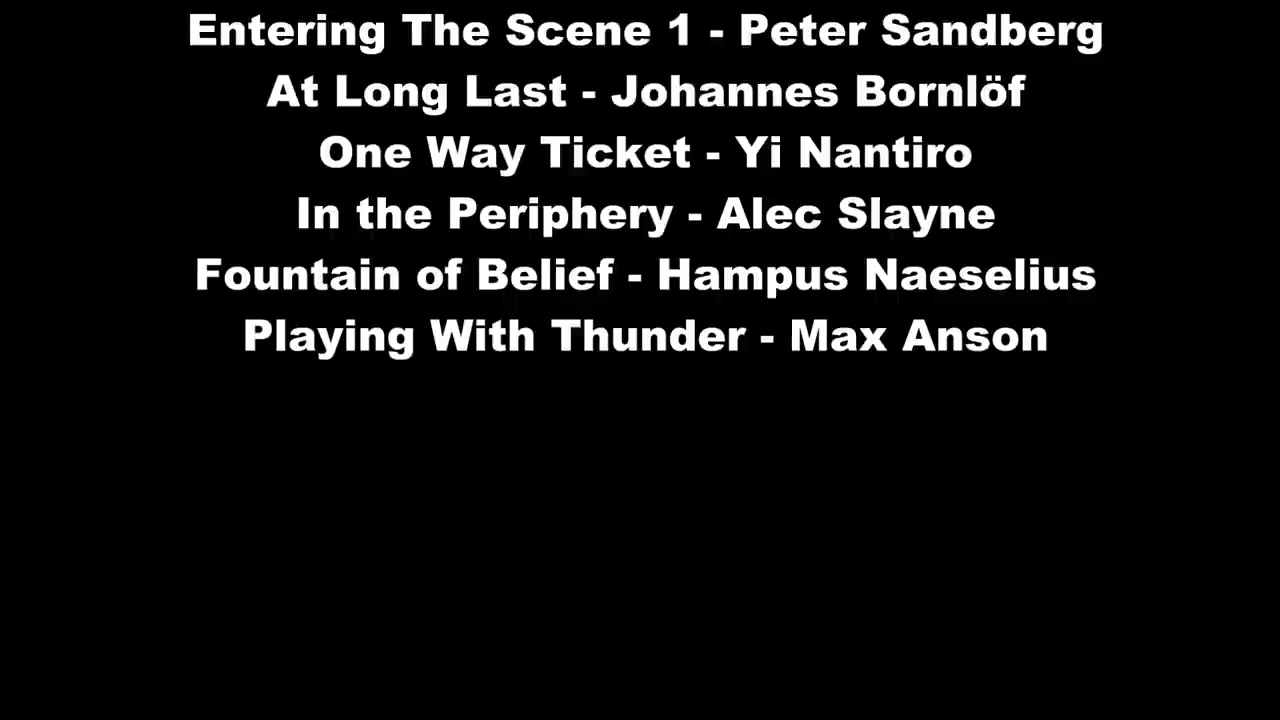 Entering The Scene 1 - Peter Sandberg
At Long Last - Johannes Bornlöf
One Way Ticket - Yi Nantiro
In the Periphery - Alec Slayne
Fountain of Belief - Hampus Naeselius
Playing With Thunder - Max Anson